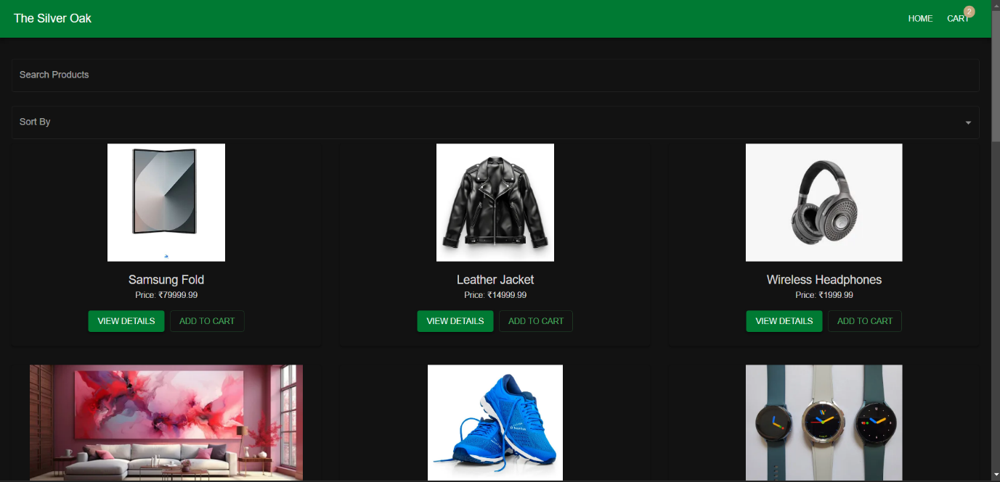 The Silver Oak
HOME
CART
2
Search Products
Sort By
Samsung Fold
Price: ₹79999.99
VIEW DETAILS
ADD TO CART
Leather Jacket
Price: ₹14999.99
VIEW DETAILS
ADD TO CART
Wireless Headphones
Price: ₹1999.99
VIEW DETAILS
ADD TO CART